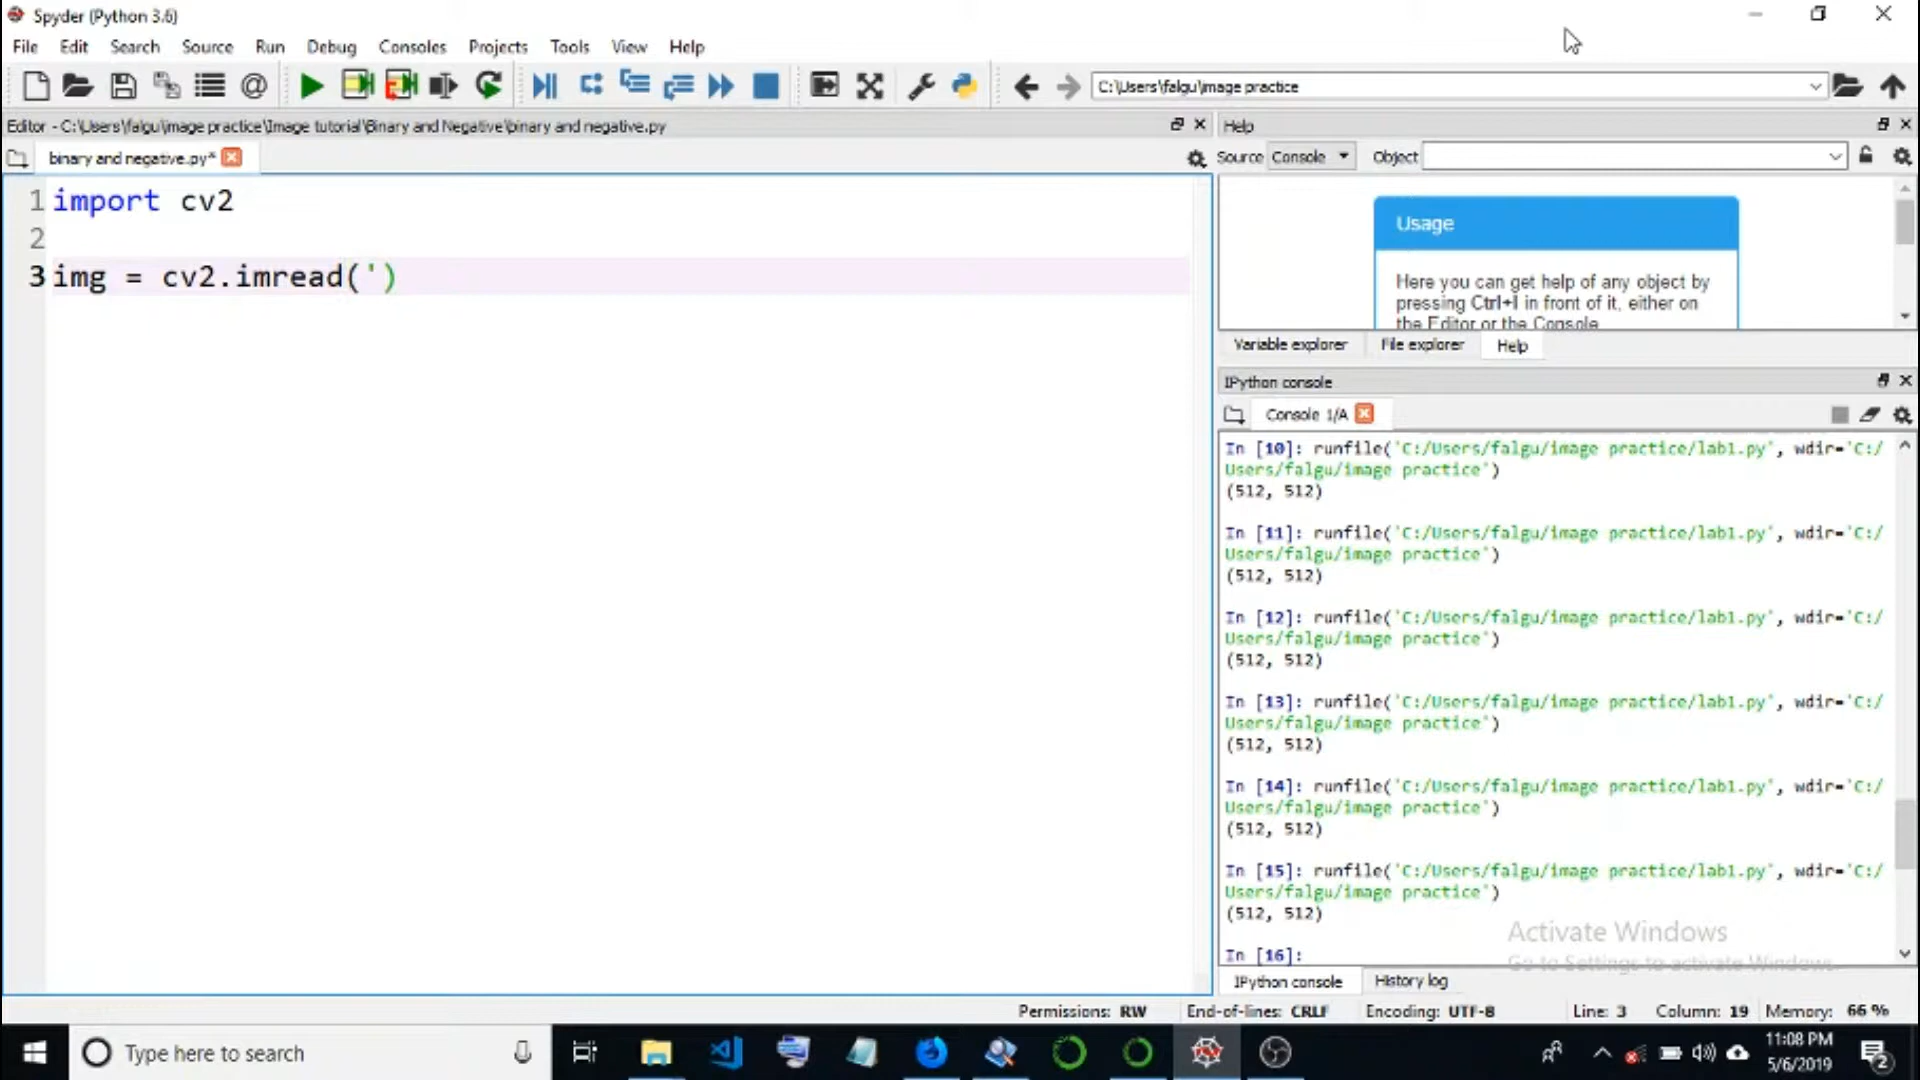 Spyder (Python 3.6)
File Edit Search Source Run Debug Consoles Projects Tools View Help
C:\Users\falgu\image practice
Editor - C:\Users\falgu\image practice\Image tutorial\Binary and Negative\binary and negative.py
Help
binary and negative.py*
Source Console Object
1 import cv2
2
3 img = cv2.imread(')
Usage
Here you can get help of any object by
pressing Ctrl+I in front of it, either on
the Editor or the Console
Variable explorer File explorer Help
IPython console
Console 1/A
In [10]: runfile('C:/Users/falgu/image practice/lab1.py', wdir='C:/
Users/falgu/image practice')
(512, 512)
In [11]: runfile('C:/Users/falgu/image practice/lab1.py', wdir='C:/
Users/falgu/image practice')
(512, 512)
In [12]: runfile('C:/Users/falgu/image practice/lab1.py', wdir='C:/
Users/falgu/image practice')
(512, 512)
In [13]: runfile('C:/Users/falgu/image practice/lab1.py', wdir='C:/
Users/falgu/image practice')
(512, 512)
In [14]: runfile('C:/Users/falgu/image practice/lab1.py', wdir='C:/
Users/falgu/image practice')
(512, 512)
In [15]: runfile('C:/Users/falgu/image practice/lab1.py', wdir='C:/
Users/falgu/image practice')
(512, 512)
In [16]:
Activate Windows
Go to Settings to activate Windows.
IPython console History log
Permissions: RW End-of-lines: CRLF Encoding: UTF-8 Line: 3 Column: 19 Memory: 66 %
Type here to search
11:08 PM
5/6/2019
2